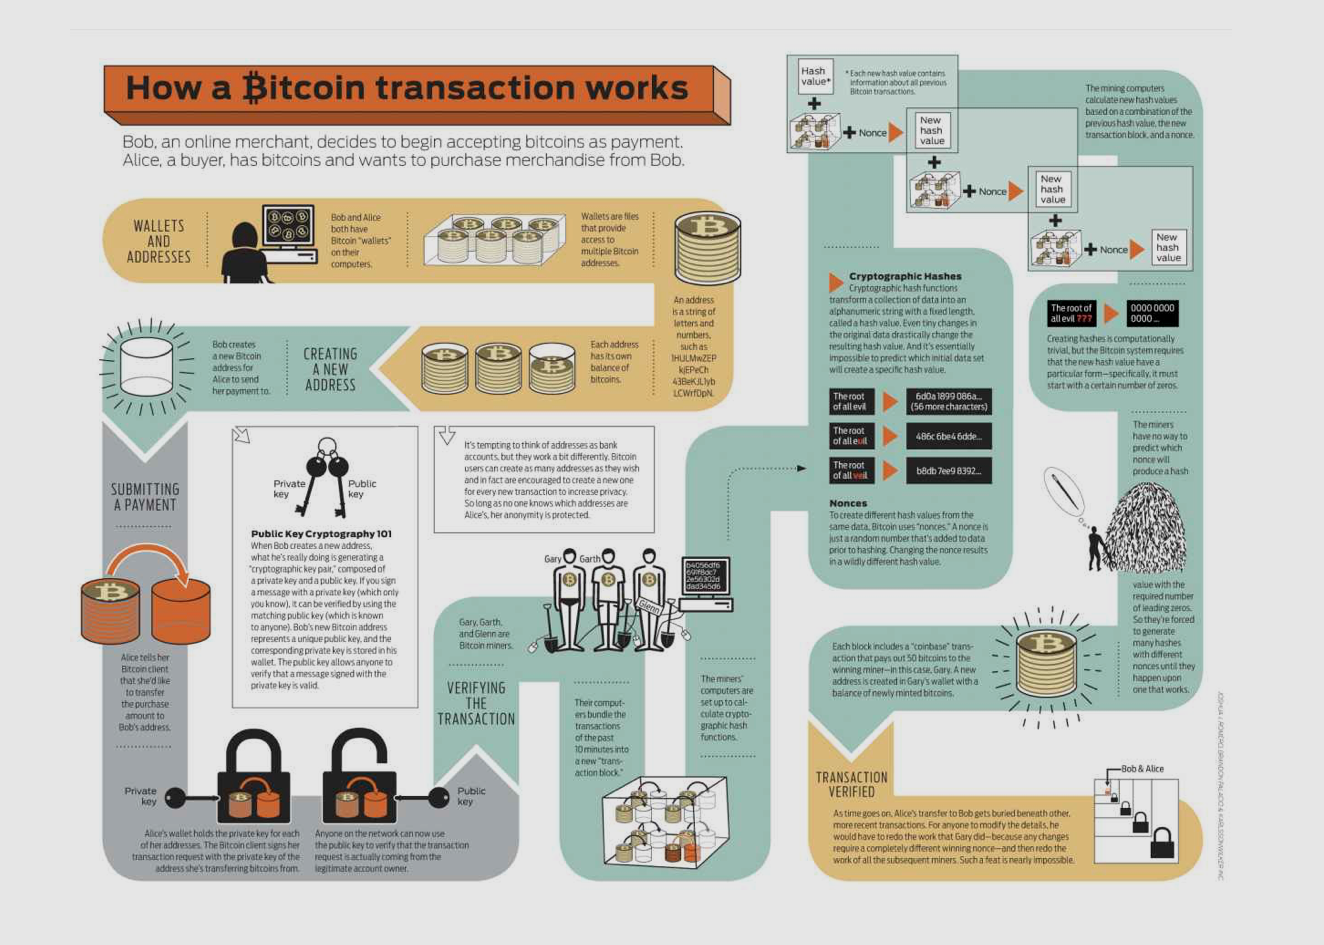 How a Bitcoin transaction works
Bob, an online merchant, decides to begin accepting bitcoins as payment.
Alice, a buyer, has bitcoins and wants to purchase merchandise from Bob.
WALLETS
AND
ADDRESSES
Bob and Alice
both have
Bitcoin "wallets"
on their
computers.
Wallets are files
that provide
access to
multiple Bitcoin
addresses.
An address
is a string of
letters and
numbers,
such as
1HULMwZEP
kjEPeCh
43BeKJL1yb
LCWrfDpN.
Each address
has its own
balance of
bitcoins.
CREATING
A NEW
ADDRESS
Bob creates
a new Bitcoin
address for
Alice to send
her payment to.
SUBMITTING
A PAYMENT
Alice tells her
Bitcoin client
that she'd like
to transfer
the purchase
amount to
Bob's address.
Private
key
Public
key
Public Key Cryptography 101
When Bob creates a new address,
what he's really doing is generating a
"cryptographic key pair," composed of
a private key and a public key. If you sign
a message with a private key (which only
you know), it can be verified by using the
matching public key (which is known
to anyone). Bob's new Bitcoin address
represents a unique public key, and the
corresponding private key is stored in his
wallet. The public key allows anyone to
verify that a message signed with the
private key is valid.
It's tempting to think of addresses as bank
accounts, but they work a bit differently. Bitcoin
users can create as many addresses as they wish
and in fact are encouraged to create a new one
for every new transaction to increase privacy.
So long as no one knows which addresses are
Alice's, her anonymity is protected.
Private
key
Public
key
Alice's wallet holds the private key for each
of her addresses. The Bitcoin client signs her
transaction request with the private key of the
address she's transferring bitcoins from.
Anyone on the network can now use
the public key to verify that the transaction
request is actually coming from the
legitimate account owner.
VERIFYING
THE
TRANSACTION
Gary, Garth,
and Glenn are
Bitcoin miners.
Gary
Garth
Glenn
b4056df6
6919f8dc7
2e56302d
dad345d6
Their comput-
ers bundle the
transactions
of the past
10 minutes into
a new "trans-
action block."
The miners'
computers are
set up to cal-
culate crypto-
graphic hash
functions.
Cryptographic Hashes
Cryptographic hash functions
transform a collection of data into an
alphanumeric string with a fixed length,
called a hash value. Even tiny changes in
the original data drastically change the
resulting hash value. And it's essentially
impossible to predict which initial data set
will create a specific hash value.
The root
of all evil
6d0a 1899 086a...
(56 more characters)
The root
of all euil
486c 6be4 6dde...
The root
of all veil
b8db 7ee9 8392...
Nonces
To create different hash values from the
same data, Bitcoin uses "nonces." A nonce is
just a random number that's added to data
prior to hashing. Changing the nonce results
in a wildly different hash value.
Hash
value*
* Each new hash value contains
information about all previous
Bitcoin transactions.
+
+ Nonce
New
hash
value
+
+ Nonce
New
hash
value
+
+ Nonce
New
hash
value
The mining computers
calculate new hash values
based on a combination of the
previous hash value, the new
transaction block, and a nonce.
The root of
all evil ???
0000 0000
0000...
Creating hashes is computationally
trivial, but the Bitcoin system requires
that the new hash value have a
particular form—specifically, it must
start with a certain number of zeros.
The miners
have no way to
predict which
nonce will
produce a hash
value with the
required number
of leading zeros.
So they're forced
to generate
many hashes
with different
nonces until they
happen upon
one that works.
Each block includes a "coinbase" trans-
action that pays out 50 bitcoins to the
winning miner—in this case, Gary. A new
address is created in Gary's wallet with a
balance of newly minted bitcoins.
TRANSACTION
VERIFIED
As time goes on, Alice's transfer to Bob gets buried beneath other,
more recent transactions. For anyone to modify the details, he
would have to redo the work that Gary did—because any changes
require a completely different winning nonce—and then redo the
work of all the subsequent miners. Such a feat is nearly impossible.
Bob & Alice